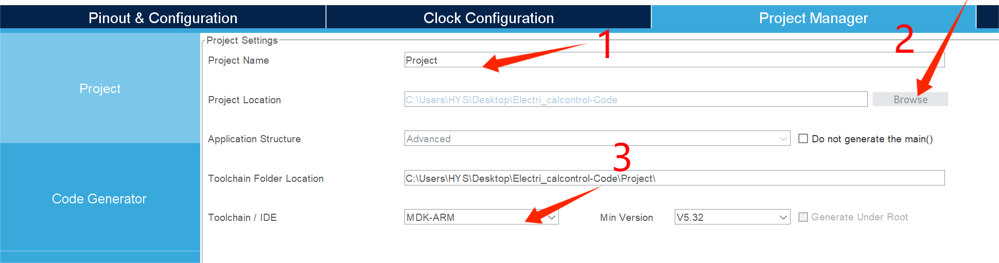 Pinout & Configuration Clock Configuration Project Manager
Project Settings
1
2
Project Name Project
Project
Project Location C:\Users\HYS\Desktop\Electri_calcontrol-Code Browse
Application Structure Advanced Do not generate the main()
3
Toolchain Folder Location C:\Users\HYS\Desktop\Electri_calcontrol-Code\Project\
Code Generator
Toolchain / IDE MDK-ARM Min Version V5.32 Generate Under Root